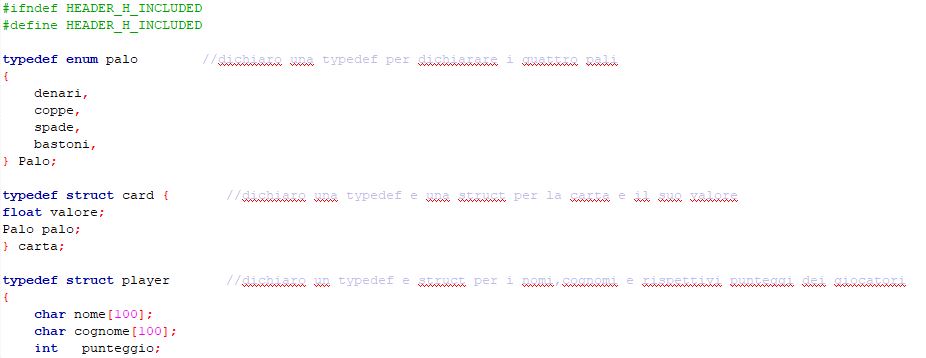 #ifndef HEADER_H_INCLUDED
#define HEADER_H_INCLUDED
typedef enum palo //dichiaro una typedef per dichiarare i quattro pali
{
denari,
coppe,
spade,
bastoni,
} Palo;
typedef struct card { //dichiaro una typedef e una struct per la carta e il suo valore
float valore;
Palo palo;
} carta;
typedef struct player //dichiaro un typedef e struct per i nomi,cognomi e rispettivi punteggi dei giocatori
{
char nome[100];
char cognome[100];
int punteggio;